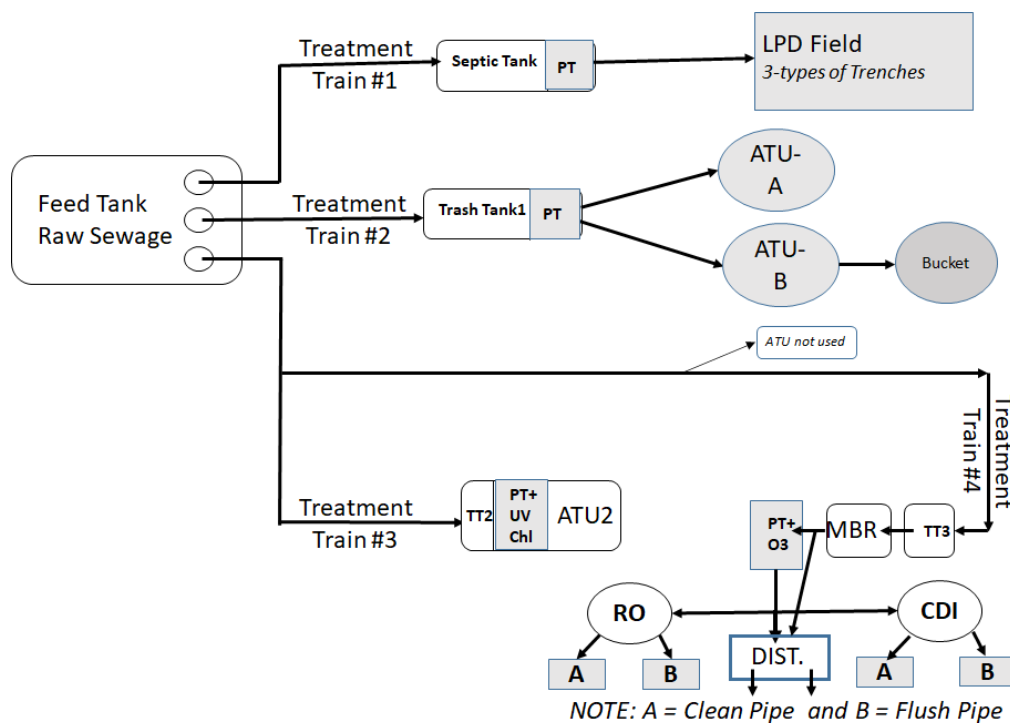 Treatment
Train #1
Septic Tank
PT
LPD Field
3-types of Trenches
Feed Tank
Raw Sewage
Treatment
Train #2
Trash Tank1
PT
ATU-
A
ATU-
B
Bucket
ATU not used
Treatment
Train #4
Treatment
Train #3
TT2
PT+
UV
Chl
ATU2
PT+
O3
MBR
TT3
RO
CDI
A
B
DIST.
A
B
NOTE: A = Clean Pipe and B = Flush Pipe